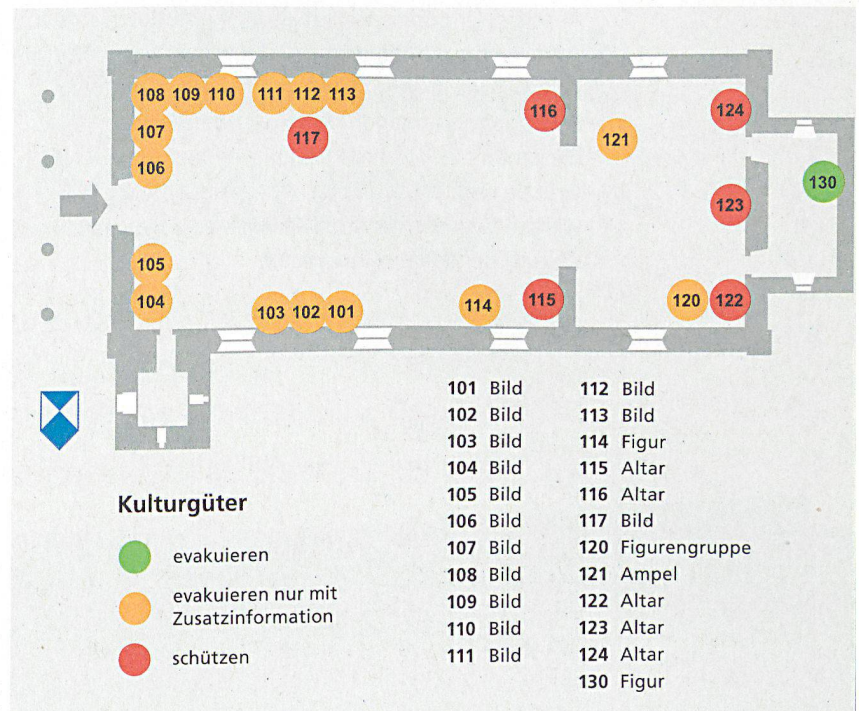 108 109 110 111 112 113 116 124
107 117 121
106 130
123
105
104 103 102 101 114 115 120 122
Kulturgüter
evakuieren
evakuieren nur mit
Zusatzinformation
schützen
101 Bild
102 Bild
103 Bild
104 Bild
105 Bild
106 Bild
107 Bild
108 Bild
109 Bild
110 Bild
111 Bild
112 Bild
113 Bild
114 Figur
115 Altar
116 Altar
117 Bild
120 Figurengruppe
121 Ampel
122 Altar
123 Altar
124 Altar
130 Figur